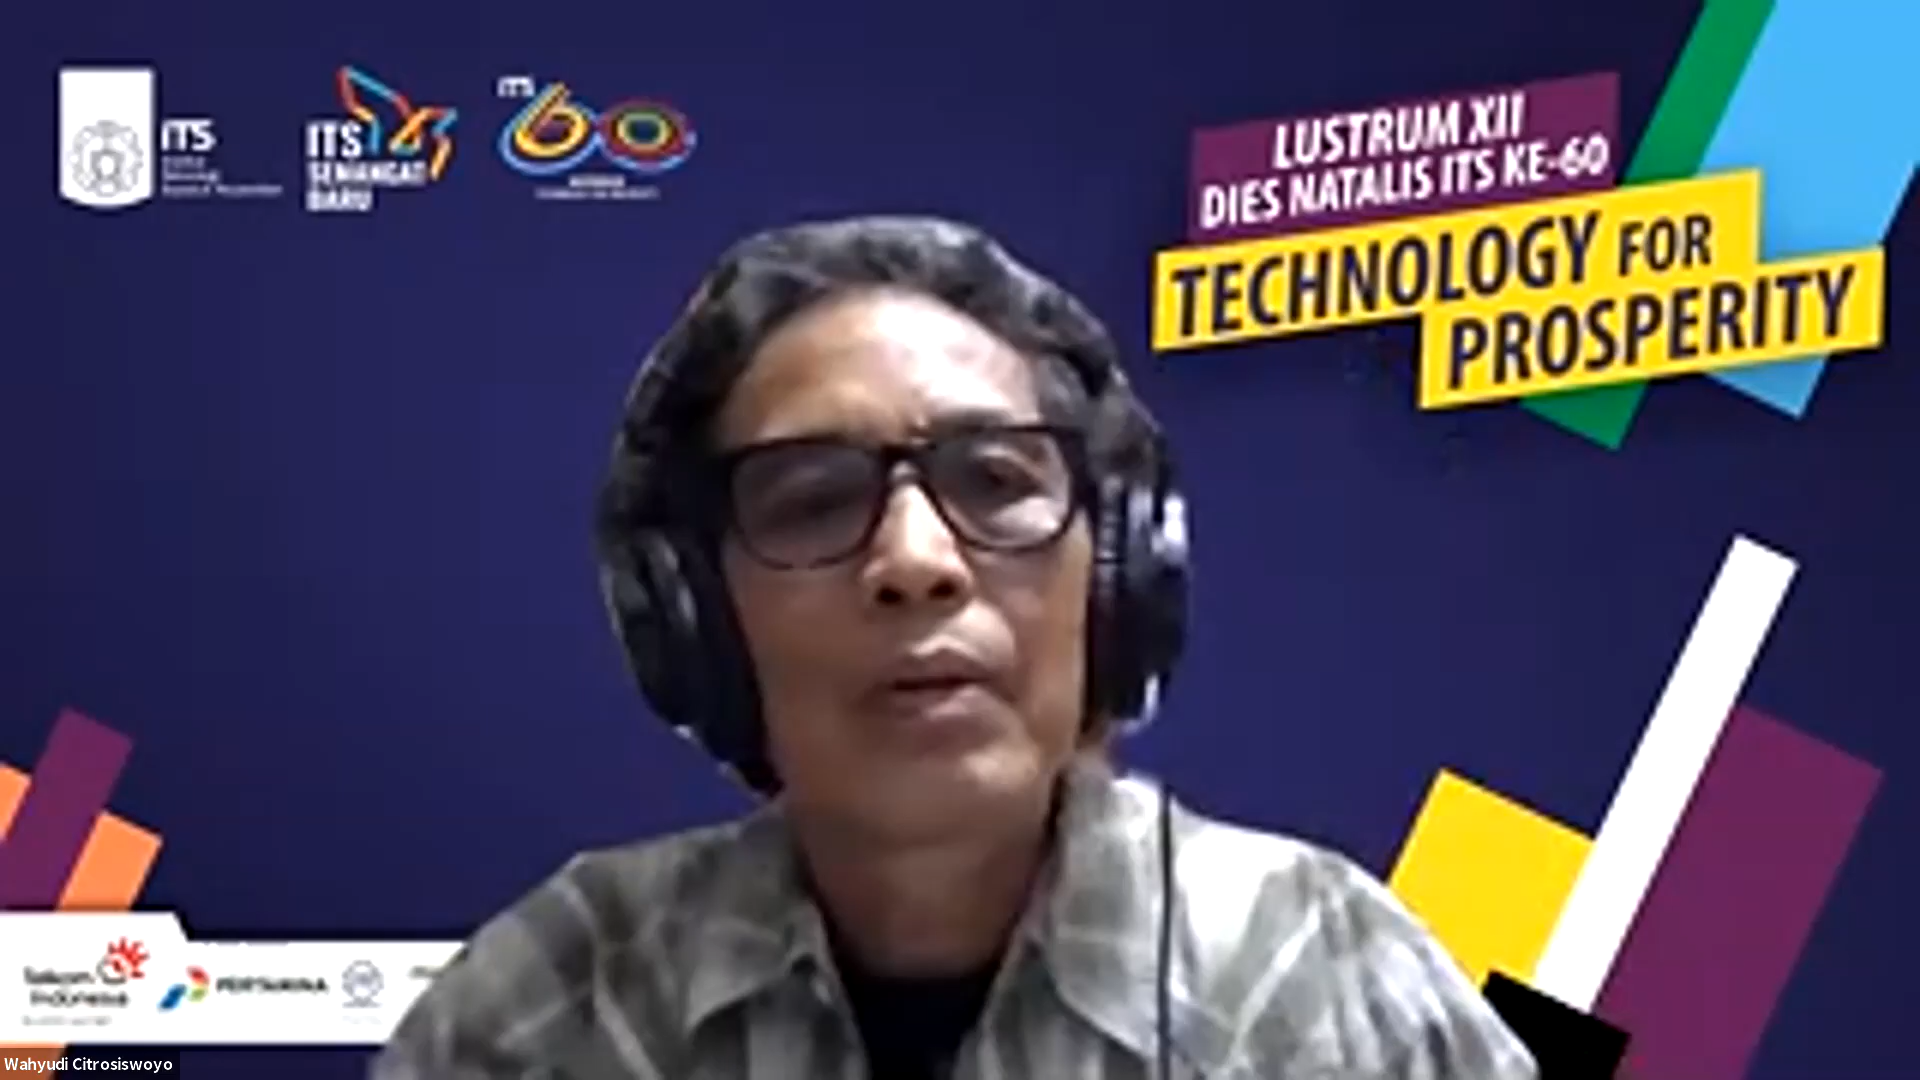 ITS
ITS
SEMANGAT
BARU
ITS
60
LUSTRUM XII
DIES NATALIS ITS KE-60
TECHNOLOGY FOR
PROSPERITY
Telkom
Indonesia
PERTAMINA
Wahyudi Citrosiswoyo